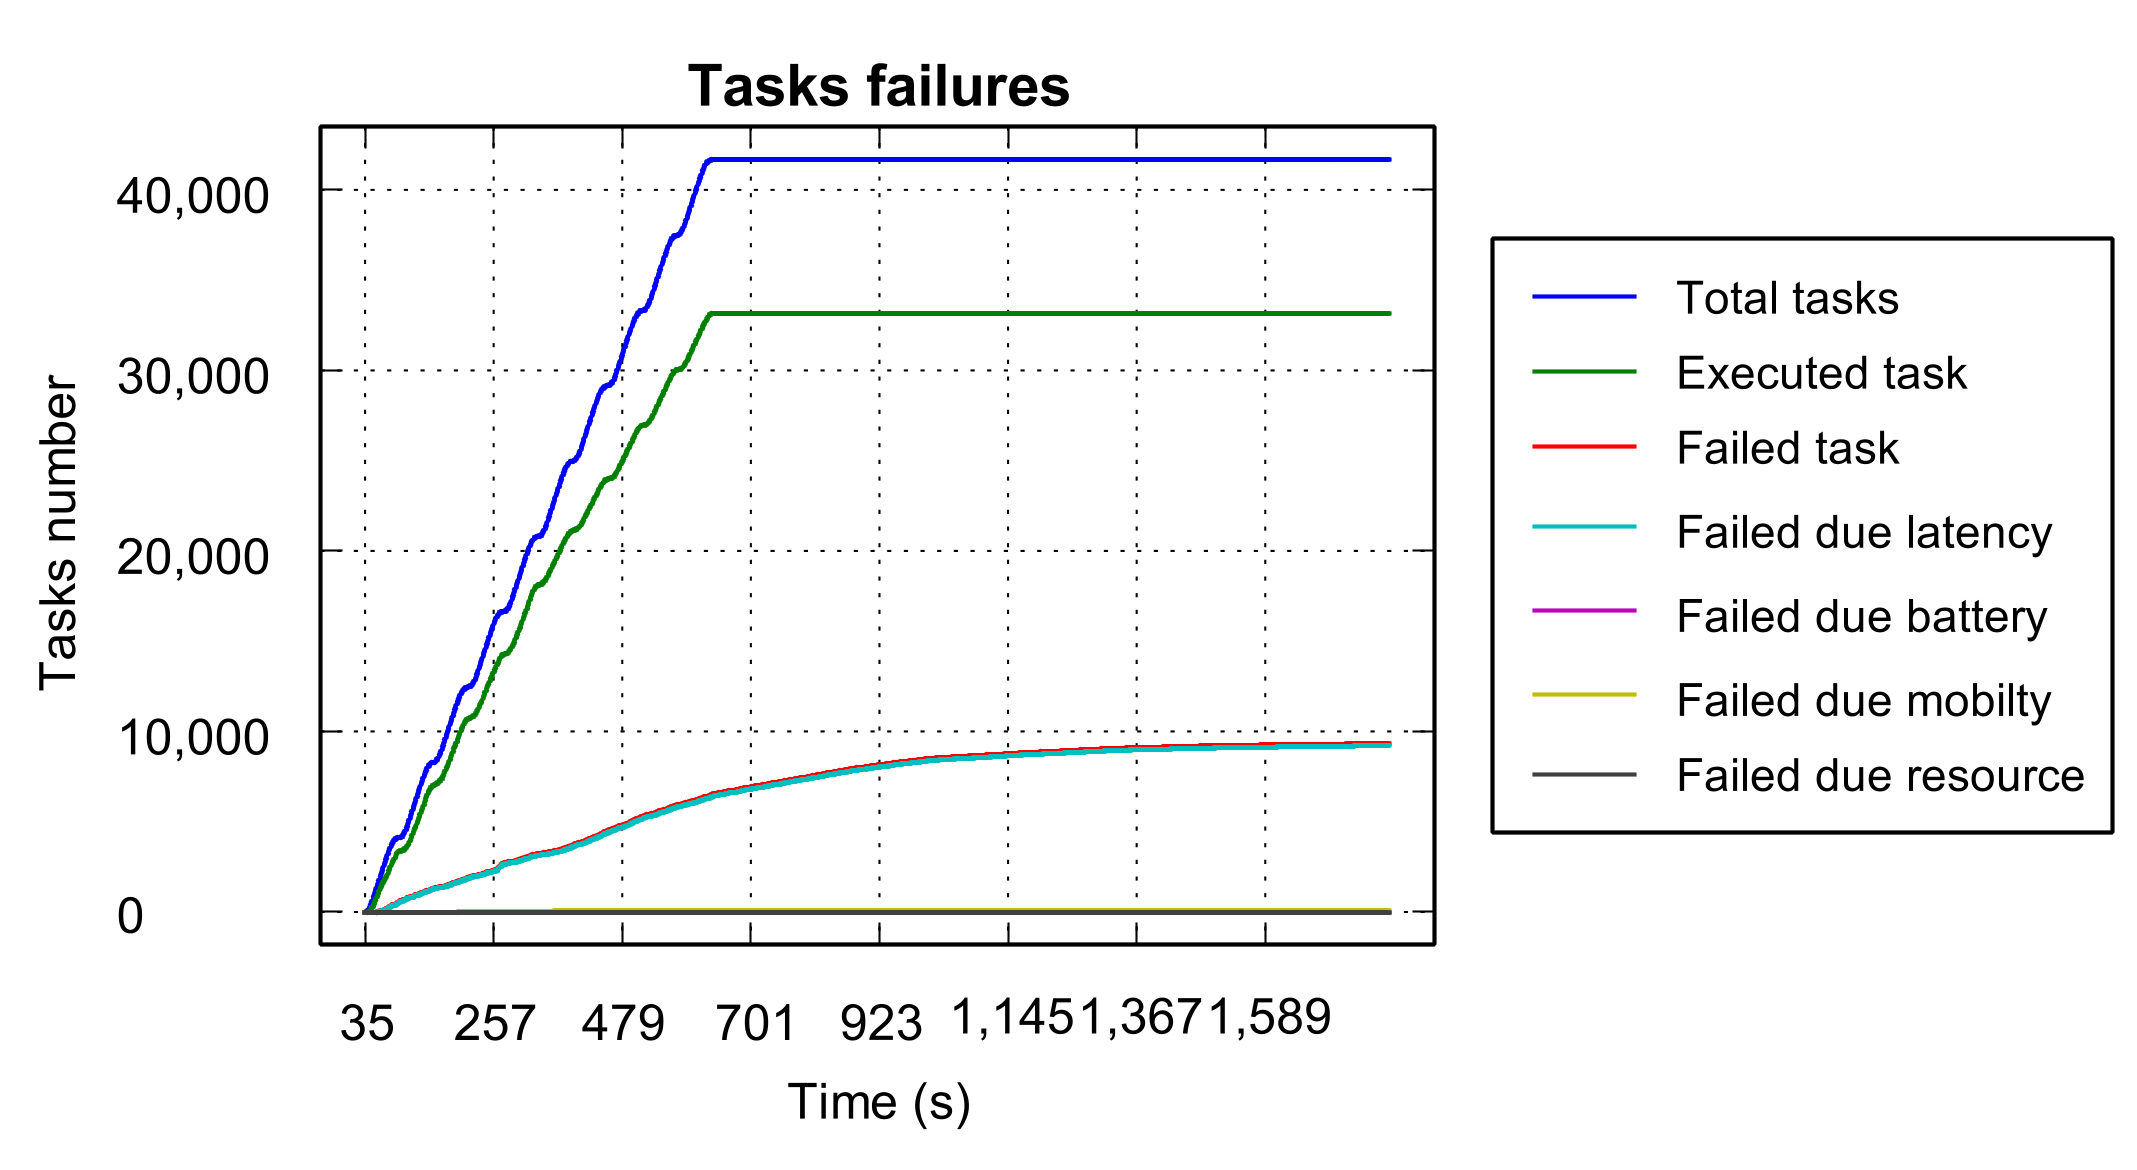 Tasks failures
40,000
30,000
20,000
10,000
0
Tasks number
35 257 479 701 923 1,145 1,367 1,589
Time (s)
Total tasks
Executed task
Failed task
Failed due latency
Failed due battery
Failed due mobilty
Failed due resource